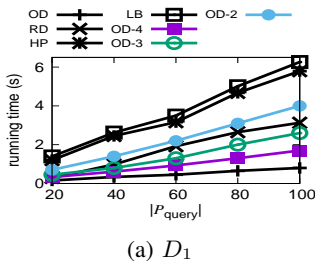 OD LB OD-2
RD OD-4
HP OD-3
running time (s)
6
4
2
0
20 40 60 80 100
|P_query|
(a) D_1